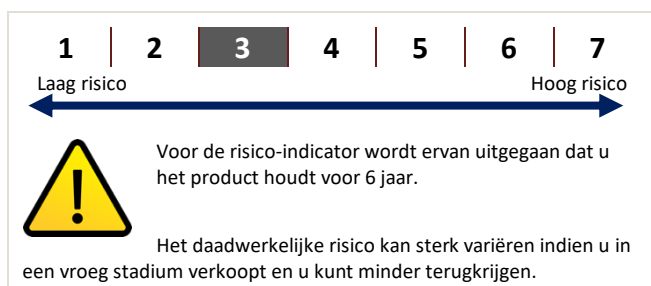 1 2 3 4 5 6 7
Laag risico Hoog risico
Voor de risico-indicator wordt ervan uitgegaan dat u
het product houdt voor 6 jaar.
Het daadwerkelijke risico kan sterk variëren indien u in
een vroeg stadium verkoopt en u kunt minder terugkrijgen.